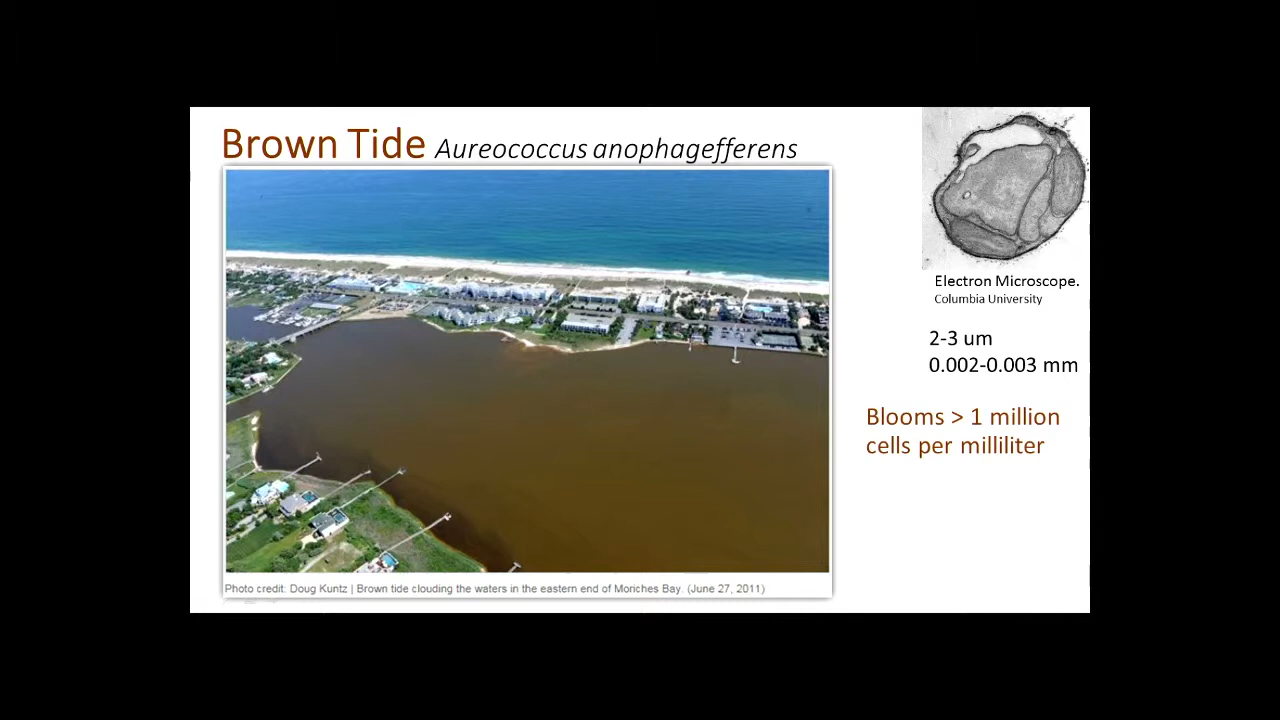 Brown Tide Aureococcus anophagefferens
Electron Microscope.
Columbia University
2-3 um
0.002-0.003 mm
Blooms > 1 million
cells per milliliter
Photo credit: Doug Kuntz | Brown tide clouding the waters in the eastern end of Moriches Bay. (June 27, 2011)